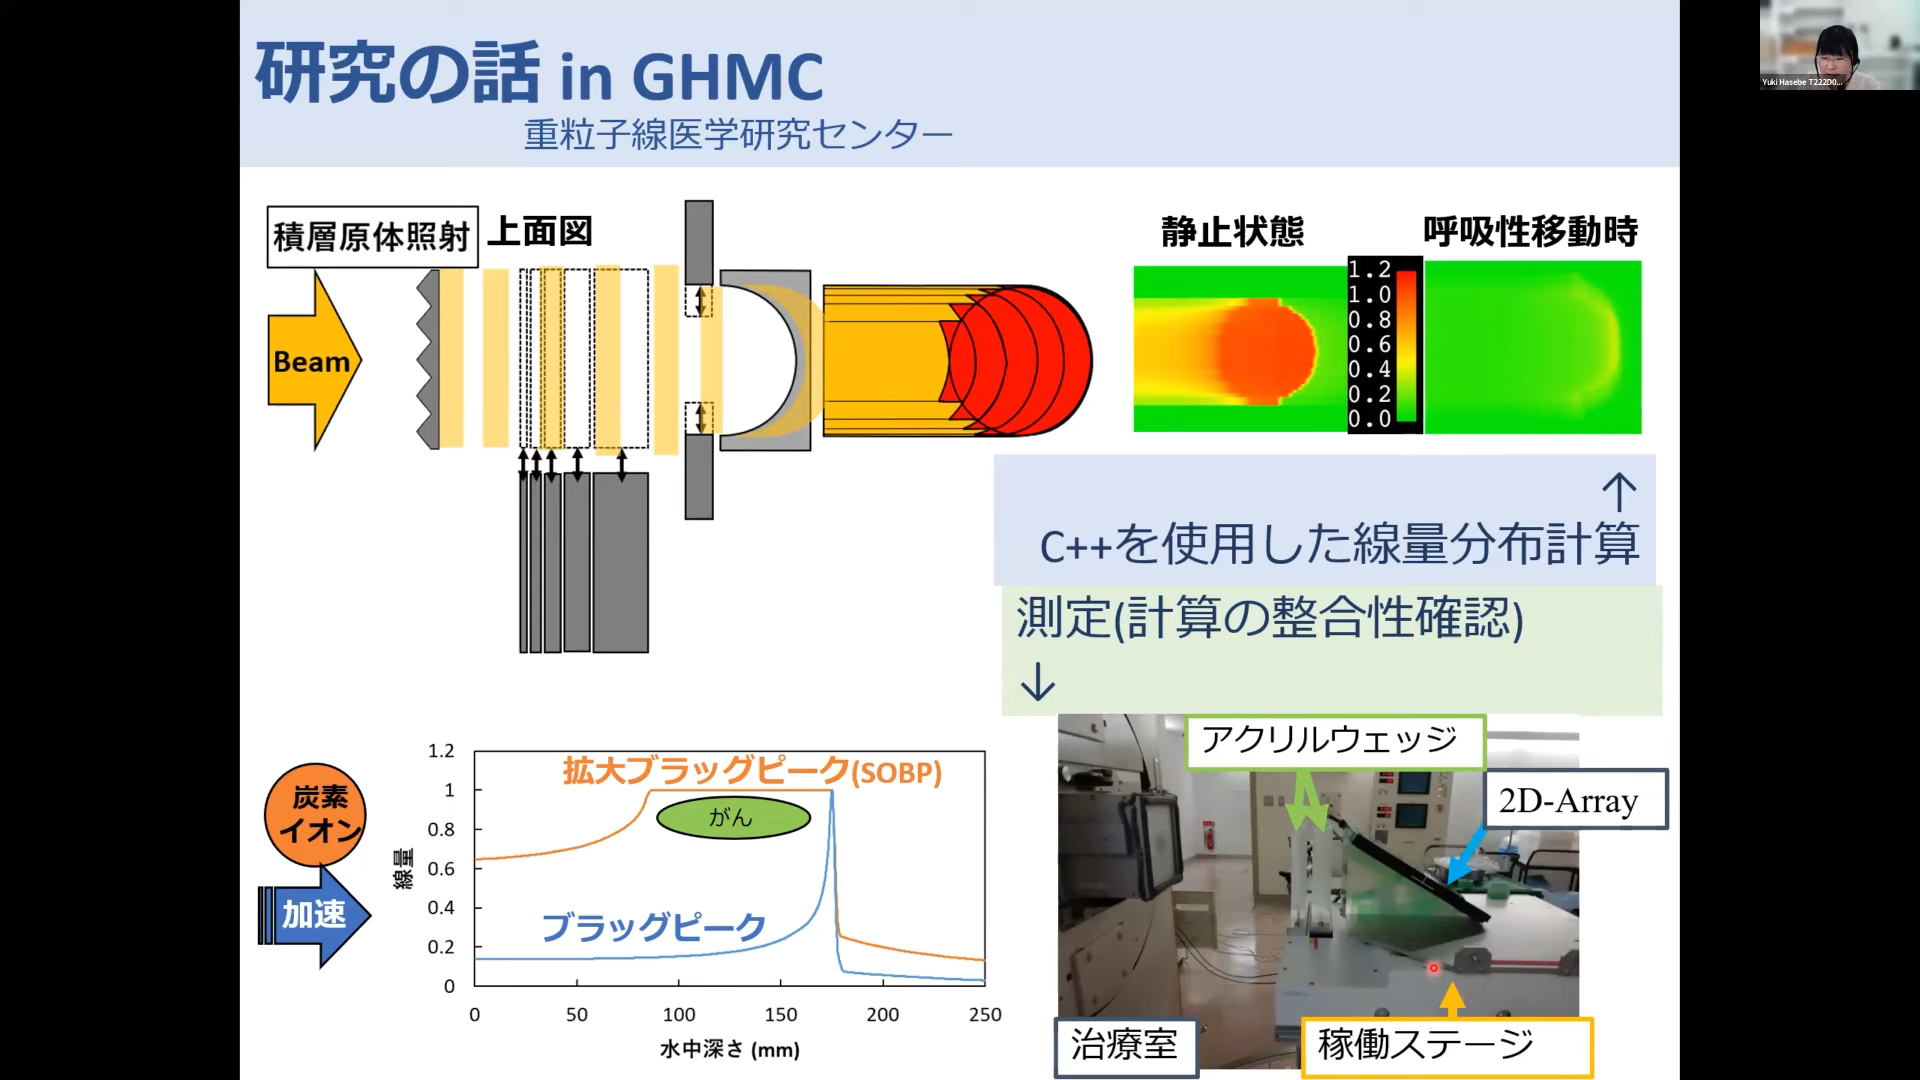 研究の話 in GHMC
重粒子線医学研究センター
Yuki Hasebe T222D0...
積層原体照射
上面図
Beam
静止状態
呼吸性移動時
1.2
1.0
0.8
0.6
0.4
0.2
0.0
↑
C++を使用した線量分布計算
測定(計算の整合性確認)
↓
炭素
イオン
加速
線量
1.2
1
0.8
0.6
0.4
0.2
0
拡大ブラッグピーク(SOBP)
がん
ブラッグピーク
0 50 100 150 200 250
水中深さ (mm)
アクリルウェッジ
2D-Array
治療室
稼働ステージ